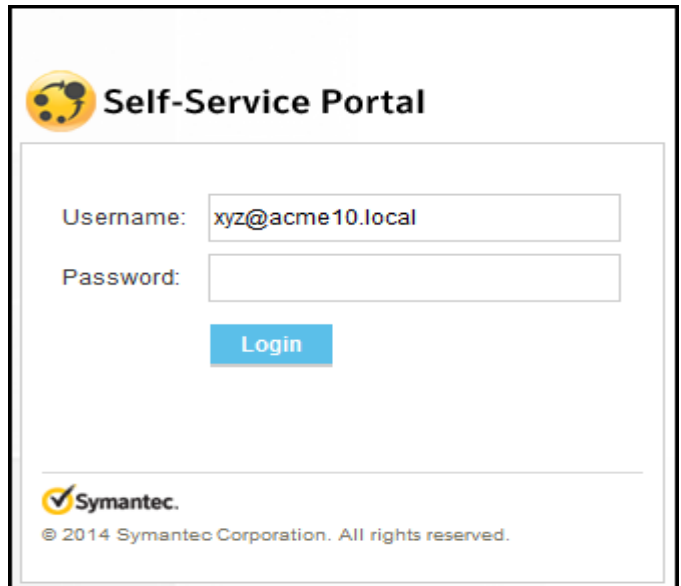 Self-Service Portal
Username: xyz@acme10.local
Password:
Login
Symantec.
© 2014 Symantec Corporation. All rights reserved.